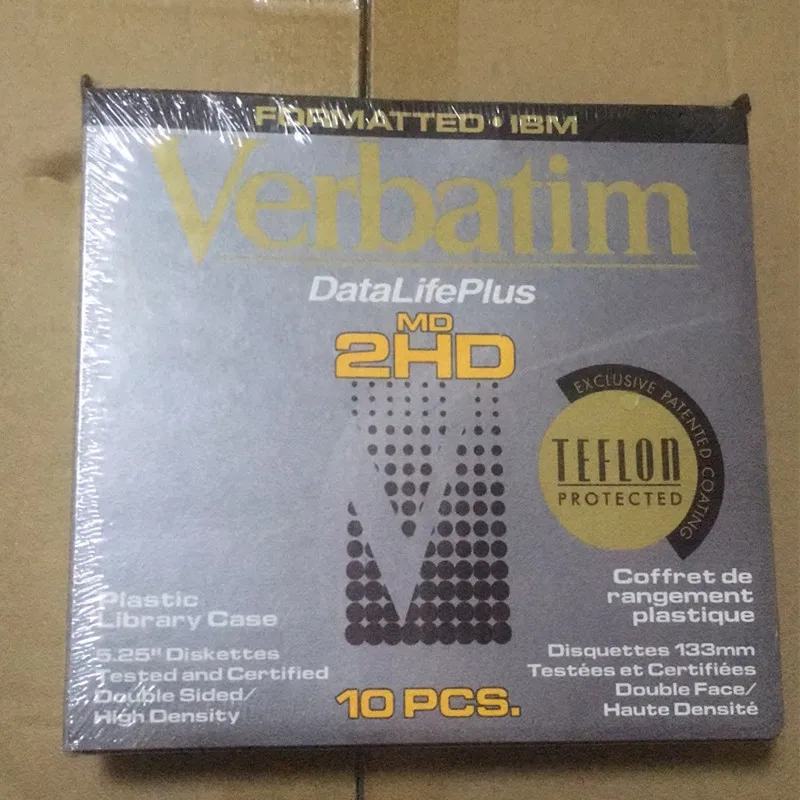 FORMATTED • IBM
Verbatim
DataLifePlus
MD
2HD
EXCLUSIVE PATENTED COATING
TEFLON
PROTECTED
Plastic
Library Case
5.25" Diskettes
Tested and Certified
Double Sided/
High Density
10 PCS.
Coffret de
rangement
plastique
Disquettes 133mm
Testées et Certifiées
Double Face/
Haute Densité